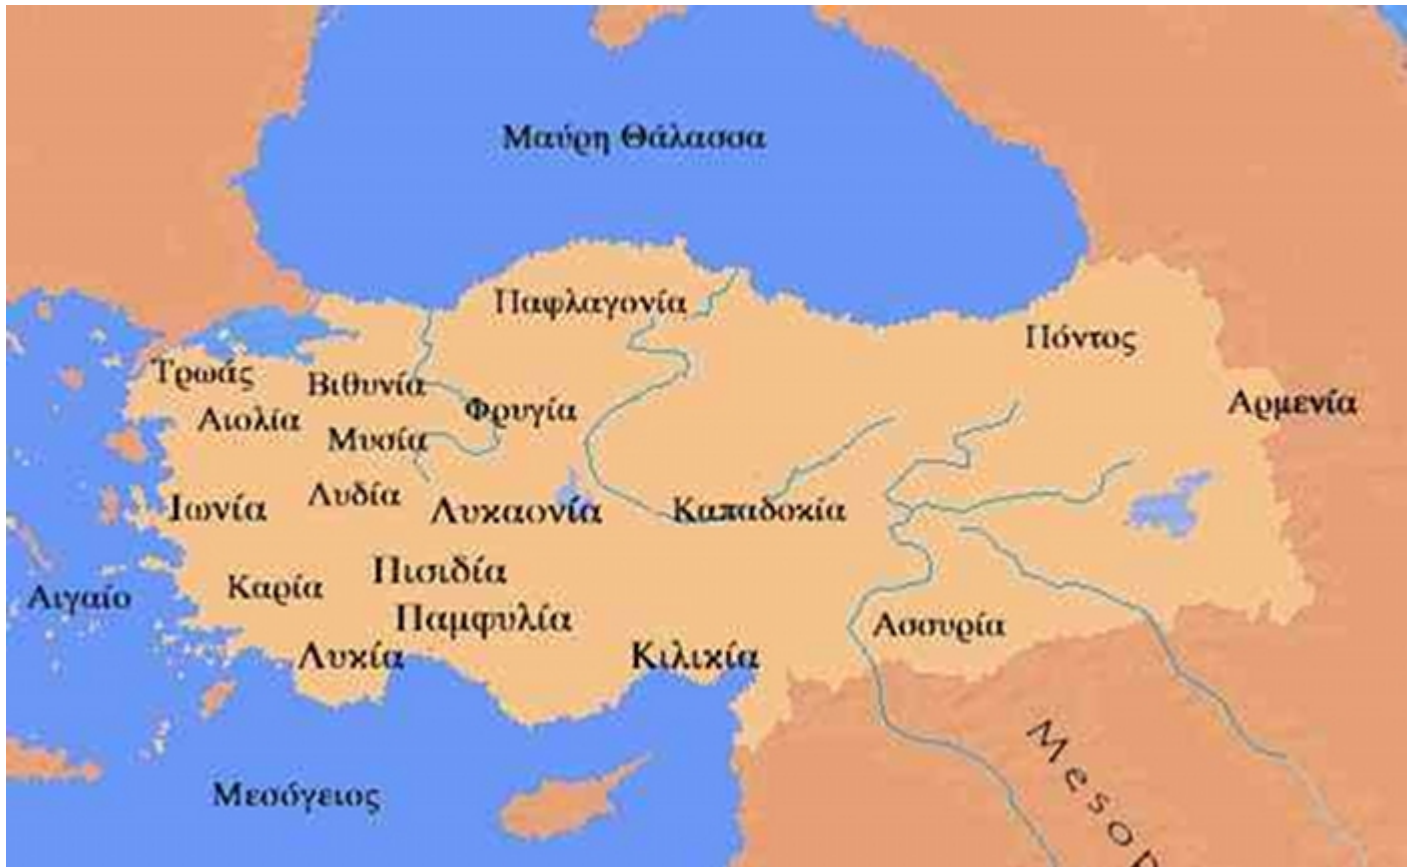 Μαύρη Θάλασσα
Παφλαγονία
Πόντος
Τρωάς
Βιθυνία
Αρμενία
Αιολία
Φρυγία
Μυσία
Ιωνία
Λυδία
Λυκαονία
Καπαδοκία
Αιγαίο
Καρία
Πισιδία
Παμφυλία
Ασσυρία
Λυκία
Κιλικία
Μεσόγειος
Mesop